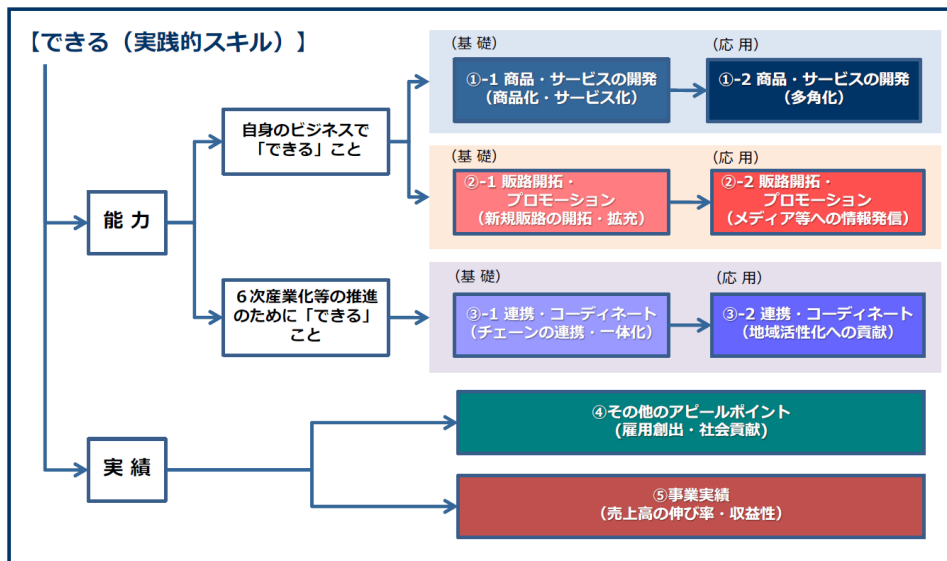 【できる（実践的スキル）】
（基 礎）
（応 用）
①-1 商品・サービスの開発
（商品化・サービス化）
①-2 商品・サービスの開発
（多角化）
自身のビジネスで
「できる」こと
（基 礎）
（応 用）
②-1 販路開拓・
プロモーション
（新規販路の開拓・拡充）
②-2 販路開拓・
プロモーション
（メディア等への情報発信）
能 力
６次産業化等の推進
のために「できる」
こと
（基 礎）
（応 用）
③-1 連携・コーディネート
（チェーンの連携・一体化）
③-2 連携・コーディネート
（地域活性化への貢献）
実 績
④その他のアピールポイント
(雇用創出・社会貢献)
⑤事業実績
（売上高の伸び率・収益性）